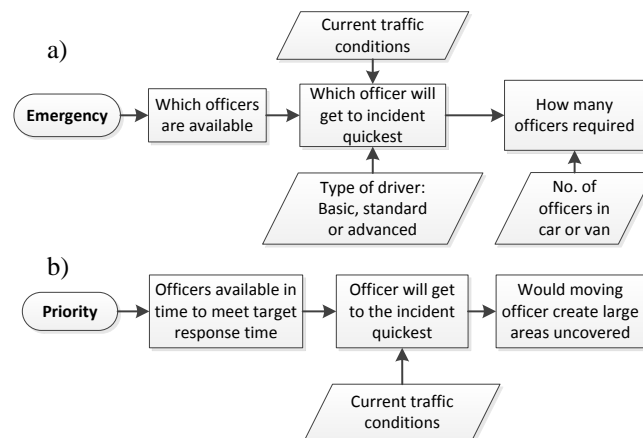 a)
Current traffic
conditions
Emergency
Which officers
are available
Which officer will
get to incident
quickest
How many
officers required
Type of driver:
Basic, standard
or advanced
No. of
officers in
car or van
b)
Priority
Officers available in
time to meet target
response time
Officer will get
to the incident
quickest
Would moving
officer create large
areas uncovered
Current traffic
conditions